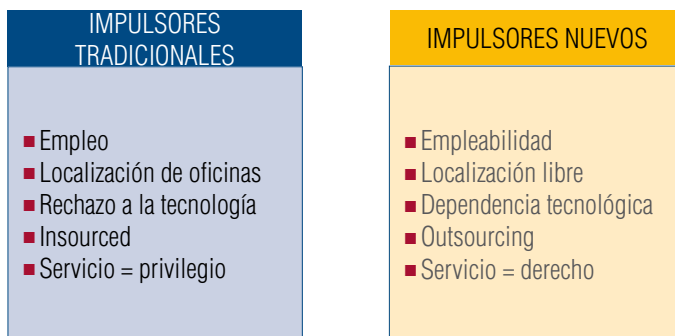 IMPULSORES
TRADICIONALES
Empleo
Localización de oficinas
Rechazo a la tecnología
Insourced
Servicio = privilegio
IMPULSORES NUEVOS
Empleabilidad
Localización libre
Dependencia tecnológica
Outsourcing
Servicio = derecho